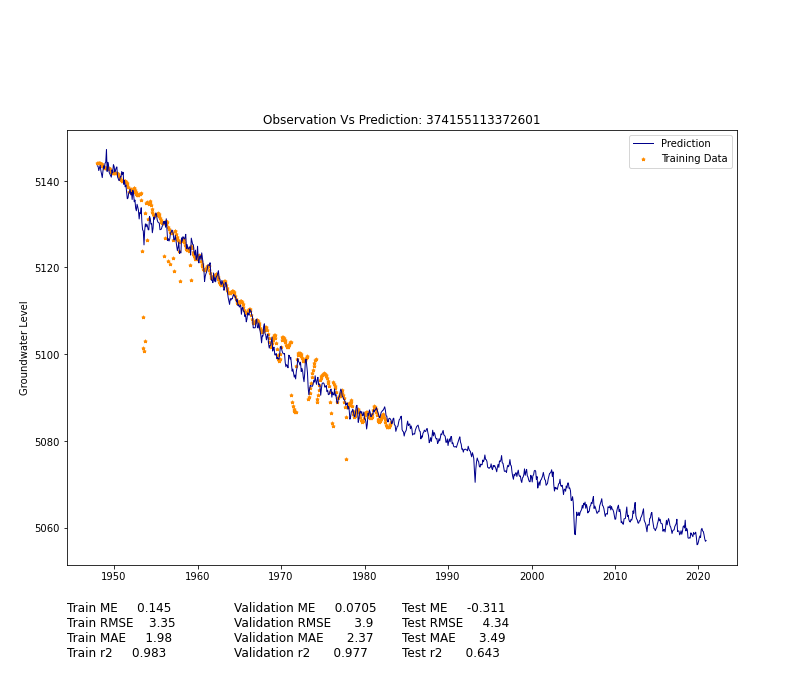 Observation Vs Prediction: 374155113372601
Prediction
Training Data
Groundwater Level
5140
5120
5100
5080
5060
1950 1960 1970 1980 1990 2000 2010 2020
Train ME 0.145 Validation ME 0.0705 Test ME -0.311
Train RMSE 3.35 Validation RMSE 3.9 Test RMSE 4.34
Train MAE 1.98 Validation MAE 2.37 Test MAE 3.49
Train r2 0.983 Validation r2 0.977 Test r2 0.643